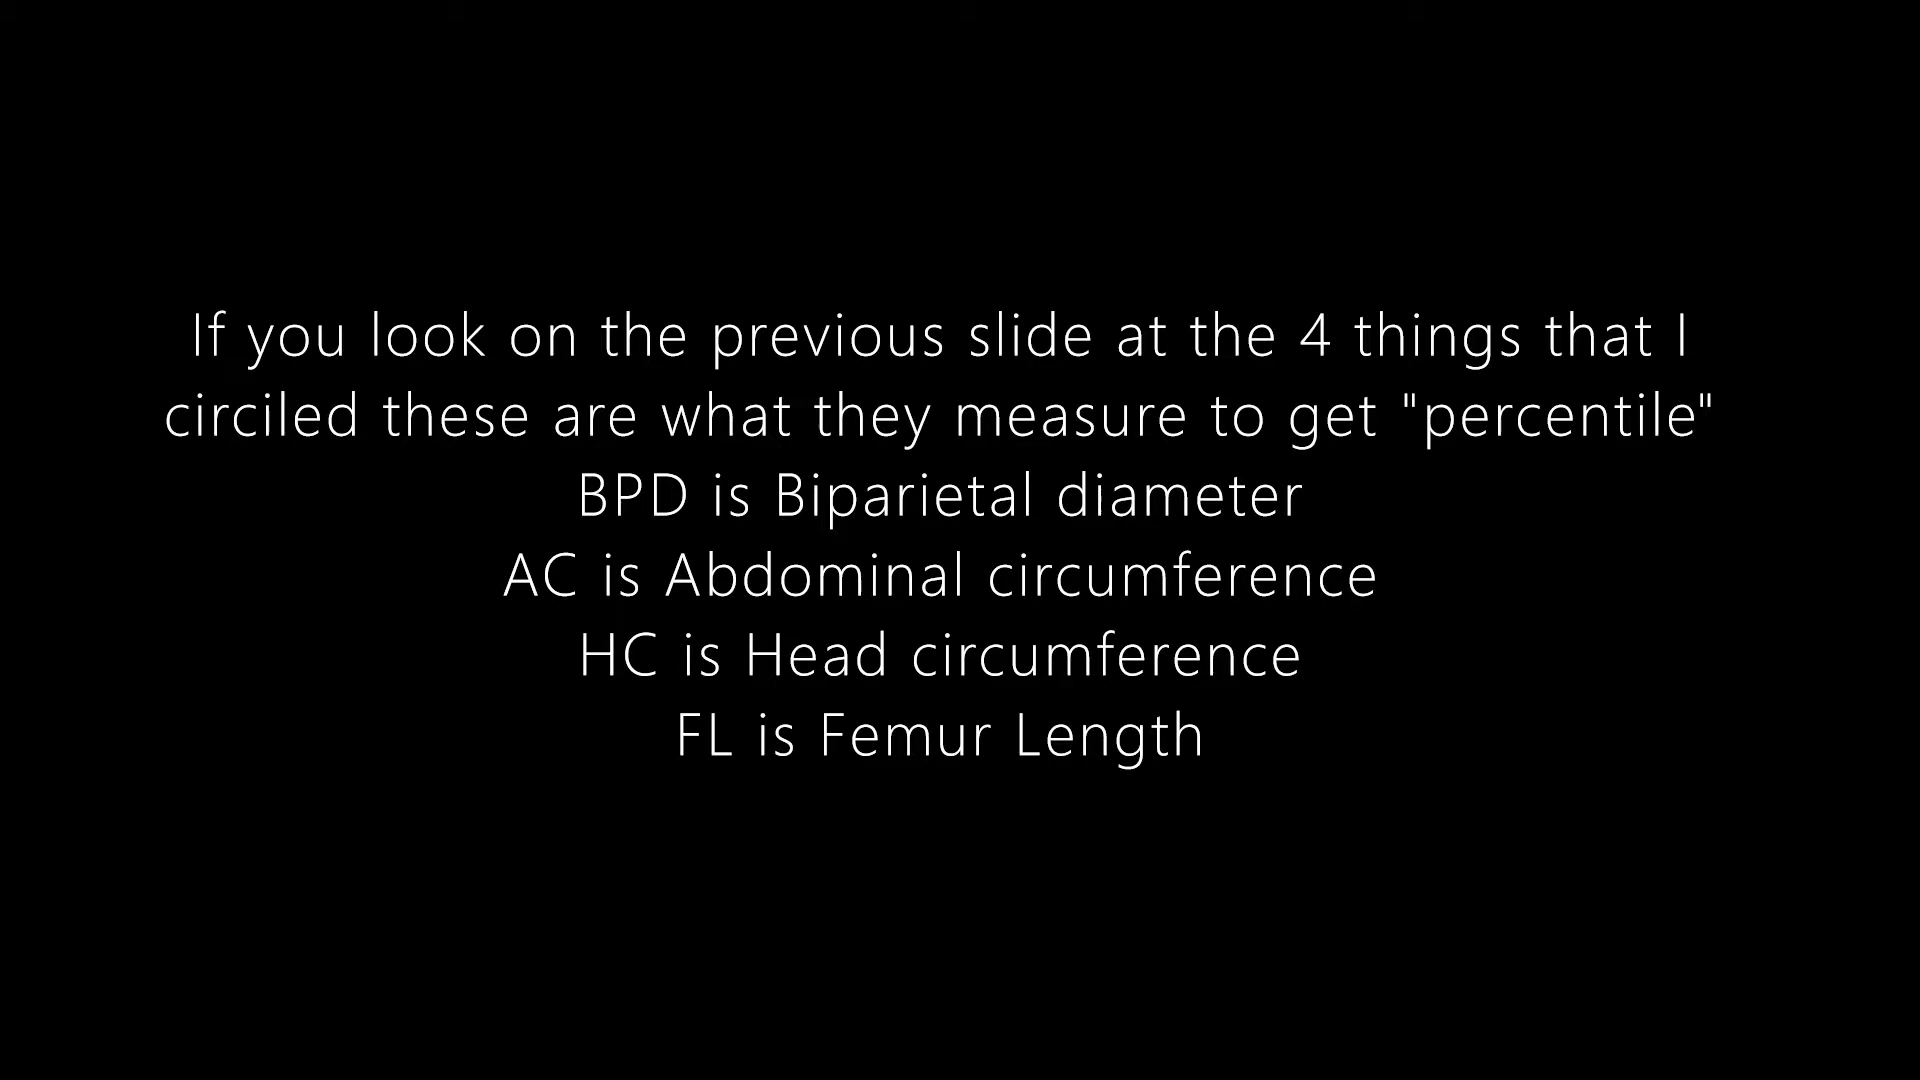 If you look on the previous slide at the 4 things that I
circiled these are what they measure to get "percentile"
BPD is Biparietal diameter
AC is Abdominal circumference
HC is Head circumference
FL is Femur Length